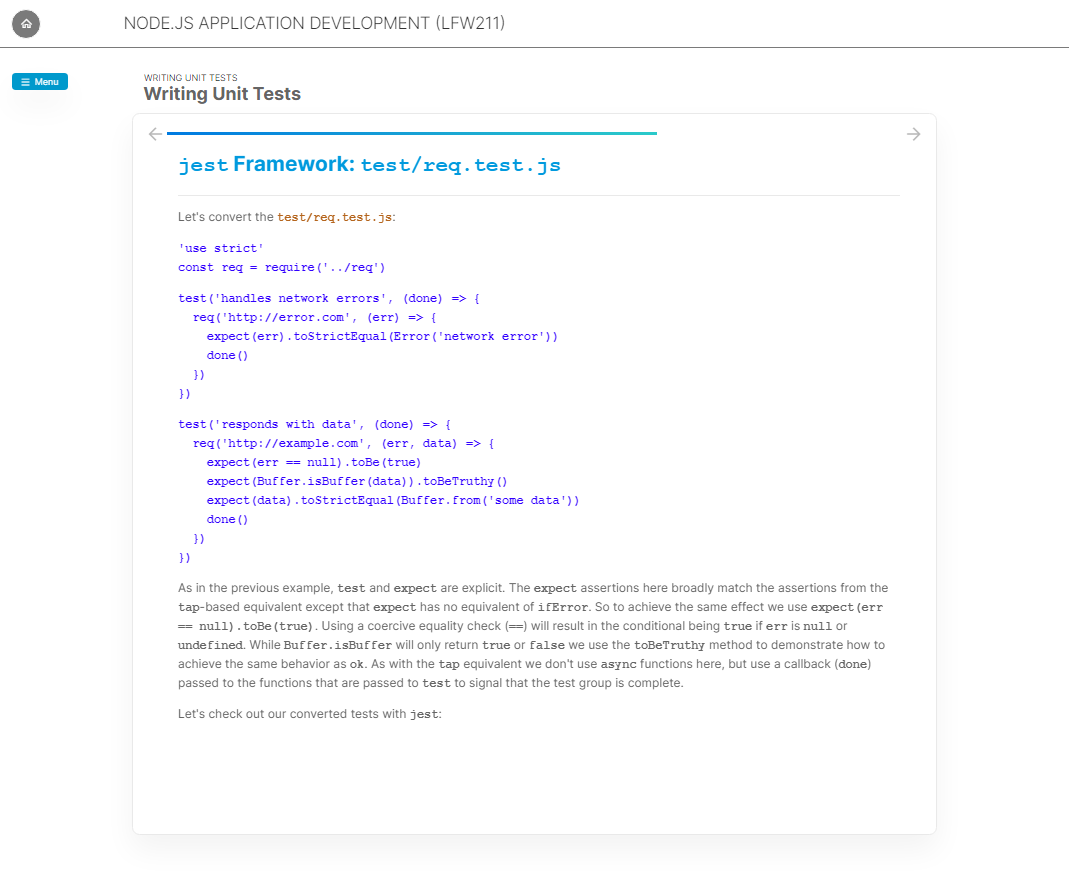 NODE.JS APPLICATION DEVELOPMENT (LFW211)
Menu
WRITING UNIT TESTS
Writing Unit Tests
jest Framework: test/req.test.js
Let's convert the test/req.test.js:
'use strict'
const req = require('../req')
test('handles network errors', (done) => {
  req('http://error.com', (err) => {
    expect(err).toStrictEqual(Error('network error'))
    done()
  })
})
test('responds with data', (done) => {
  req('http://example.com', (err, data) => {
    expect(err == null).toBe(true)
    expect(Buffer.isBuffer(data)).toBeTruthy()
    expect(data).toStrictEqual(Buffer.from('some data'))
    done()
  })
})
As in the previous example, test and expect are explicit. The expect assertions here broadly match the assertions from the
tap-based equivalent except that expect has no equivalent of ifError. So to achieve the same effect we use expect(err
== null).toBe(true). Using a coercive equality check (==) will result in the conditional being true if err is null or
undefined. While Buffer.isBuffer will only return true or false we use the toBeTruthy method to demonstrate how to
achieve the same behavior as ok. As with the tap equivalent we don't use async functions here, but use a callback (done)
passed to the functions that are passed to test to signal that the test group is complete.
Let's check out our converted tests with jest: